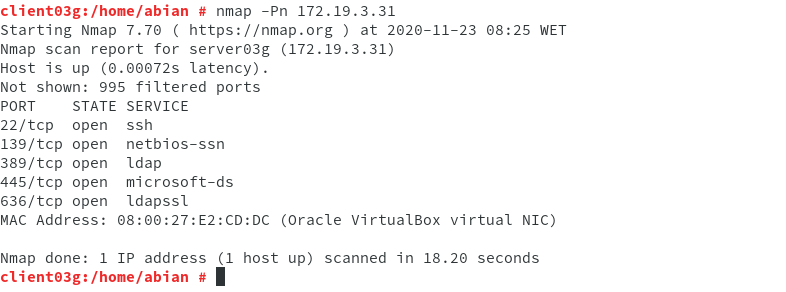 client03g:/home/abian # nmap -Pn 172.19.3.31
Starting Nmap 7.70 ( https://nmap.org ) at 2020-11-23 08:25 WET
Nmap scan report for server03g (172.19.3.31)
Host is up (0.00072s latency).
Not shown: 995 filtered ports
PORT    STATE SERVICE
22/tcp  open  ssh
139/tcp open  netbios-ssn
389/tcp open  ldap
445/tcp open  microsoft-ds
636/tcp open  ldapssl
MAC Address: 08:00:27:E2:CD:DC (Oracle VirtualBox virtual NIC)

Nmap done: 1 IP address (1 host up) scanned in 18.20 seconds
client03g:/home/abian #